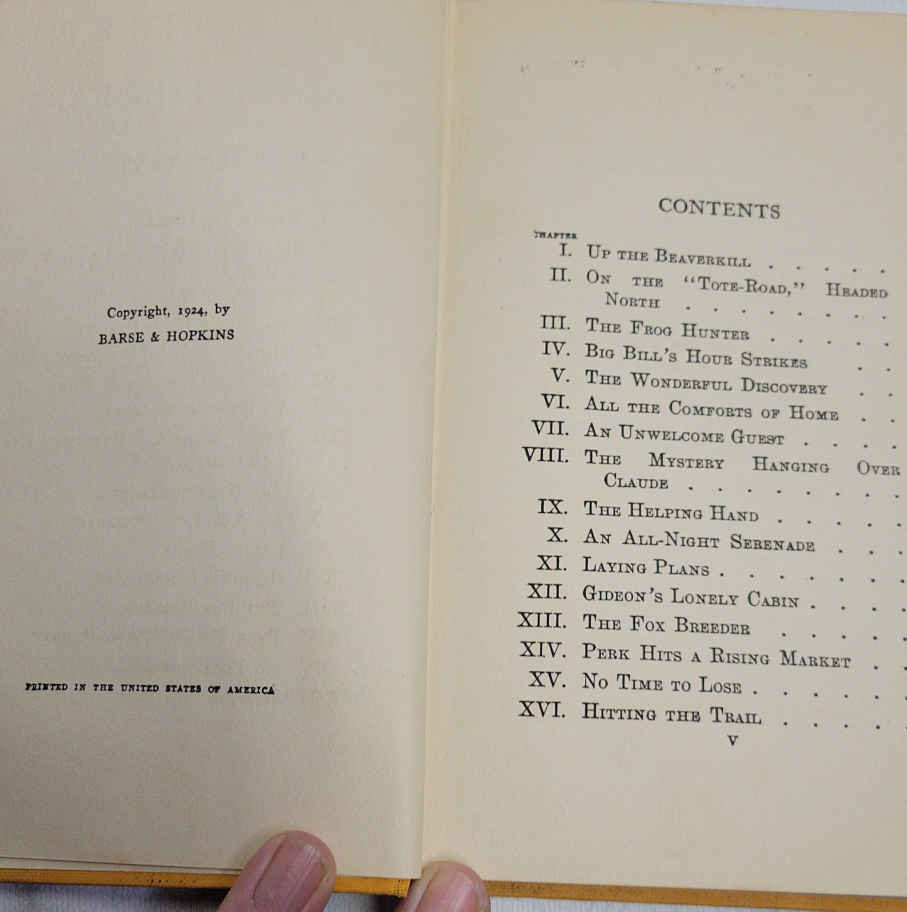 Copyright, 1924, by
BARSE & HOPKINS
PRINTED IN THE UNITED STATES OF AMERICA
CONTENTS
CHAPTER
I. UP THE BEAVERKILL . . . . .
II. ON THE "TOTE-ROAD," HEADED
NORTH . . . . . . . .
III. THE FROG HUNTER . . . . .
IV. BIG BILL'S HOUR STRIKES . .
V. THE WONDERFUL DISCOVERY . .
VI. ALL THE COMFORTS OF HOME . .
VII. AN UNWELCOME GUEST . . . .
VIII. THE MYSTERY HANGING OVER
CLAUDE . . . . . . . .
IX. THE HELPING HAND . . . . .
X. AN ALL-NIGHT SERENADE . . .
XI. LAYING PLANS . . . . . . .
XII. GIDEON'S LONELY CABIN . . . .
XIII. THE FOX BREEDER . . . . .
XIV. PERK HITS A RISING MARKET . .
XV. NO TIME TO LOSE . . . . . .
XVI. HITTING THE TRAIL . . . . .
v